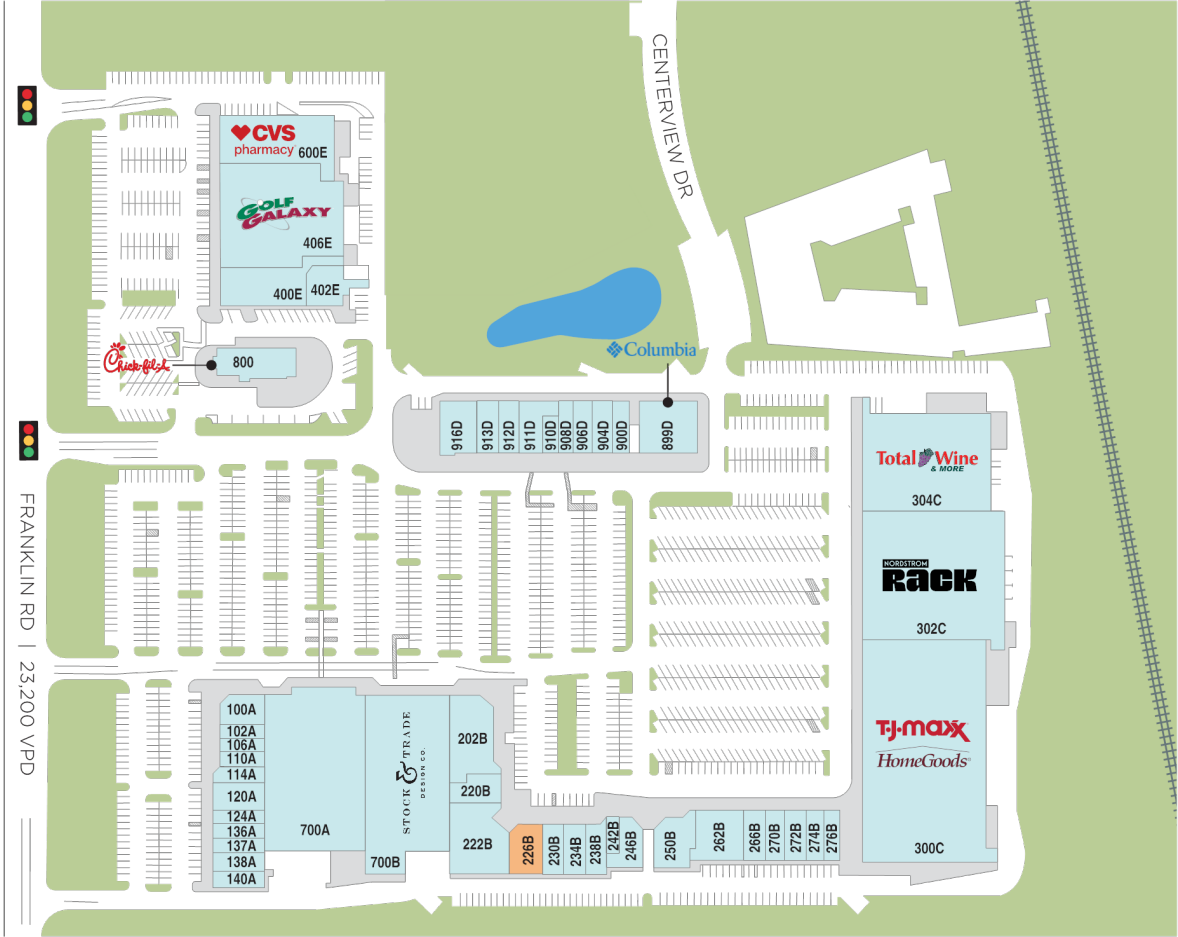 CENTERVIEW DR
CVS
pharmacy
600E
GOLF
GALAXY
406E
400E
402E
Chick-fil-A
800
Columbia
916D
913D
912D
911D
910D
908D
906D
904D
900D
899D
Total Wine
& MORE
304C
NORDSTROM
RACK
302C
T·J·maxx
HomeGoods
300C
FRANKLIN RD | 23,200 VPD
100A
102A
106A
110A
114A
120A
124A
136A
137A
138A
140A
700A
STOCK & TRADE
DESIGN CO.
700B
202B
220B
222B
226B
230B
234B
238B
242B
246B
250B
262B
266B
270B
272B
274B
276B